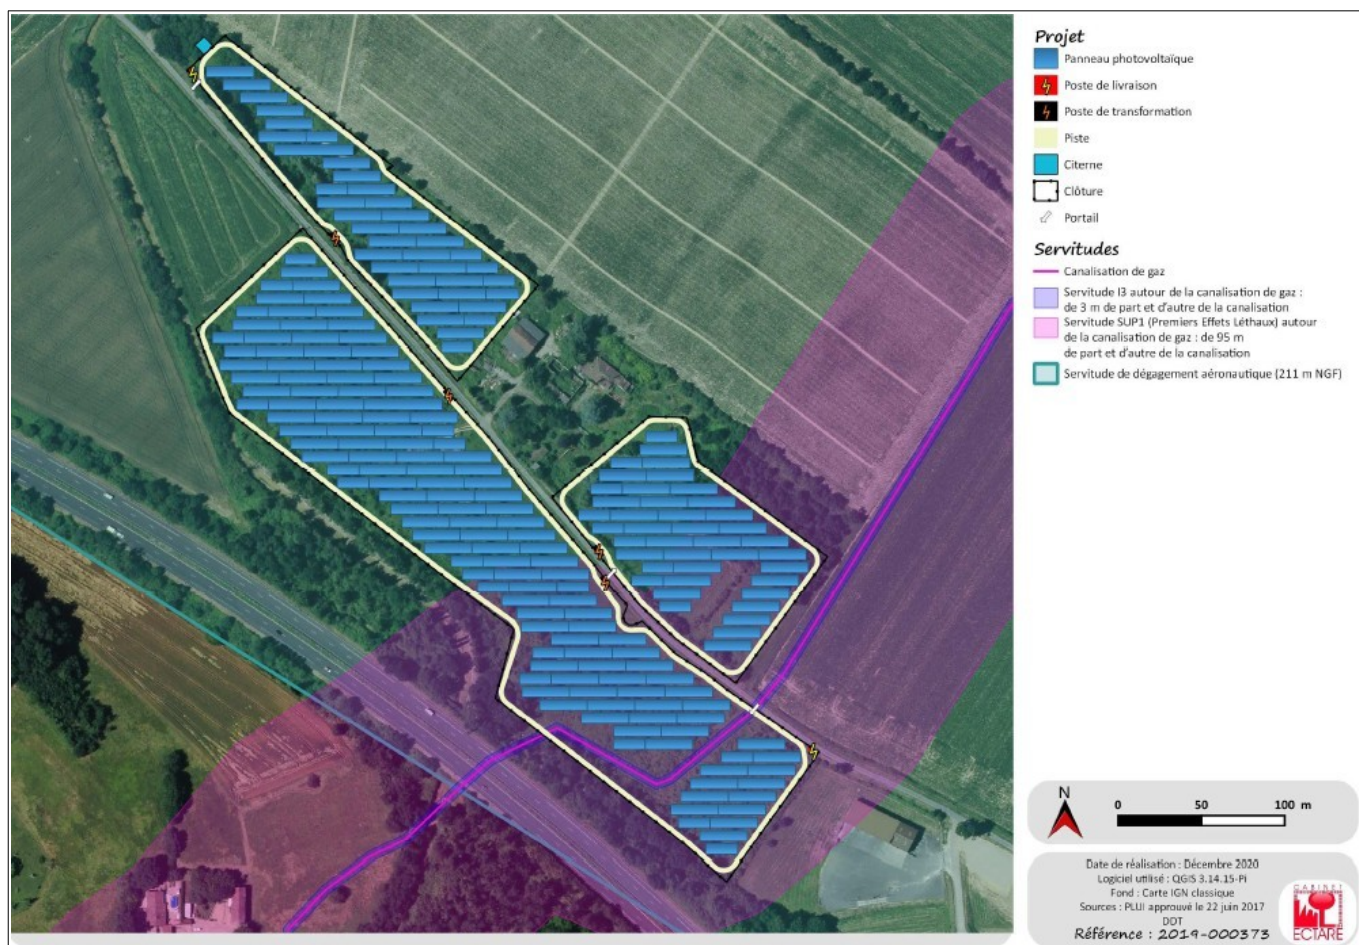 Projet
Panneau photovoltaïque
Poste de livraison
Poste de transformation
Piste
Citerne
Clôture
Portail
Servitudes
Canalisation de gaz
Servitude I3 autour de la canalisation de gaz :
de 3 m de part et d'autre de la canalisation
Servitude SUP1 (Premiers Effets Léthaux) autour
de la canalisation de gaz : de 95 m
de part et d'autre de la canalisation
Servitude de dégagement aéronautique (211 m NGF)
N
0 50 100 m
Date de réalisation : Décembre 2020
Logiciel utilisé : QGIS 3.14.15-Pi
Fond : Carte IGN classique
Sources : PLUI approuvé le 22 juin 2017
DDT
Référence : 2019-000373
CABINET
ECTARE